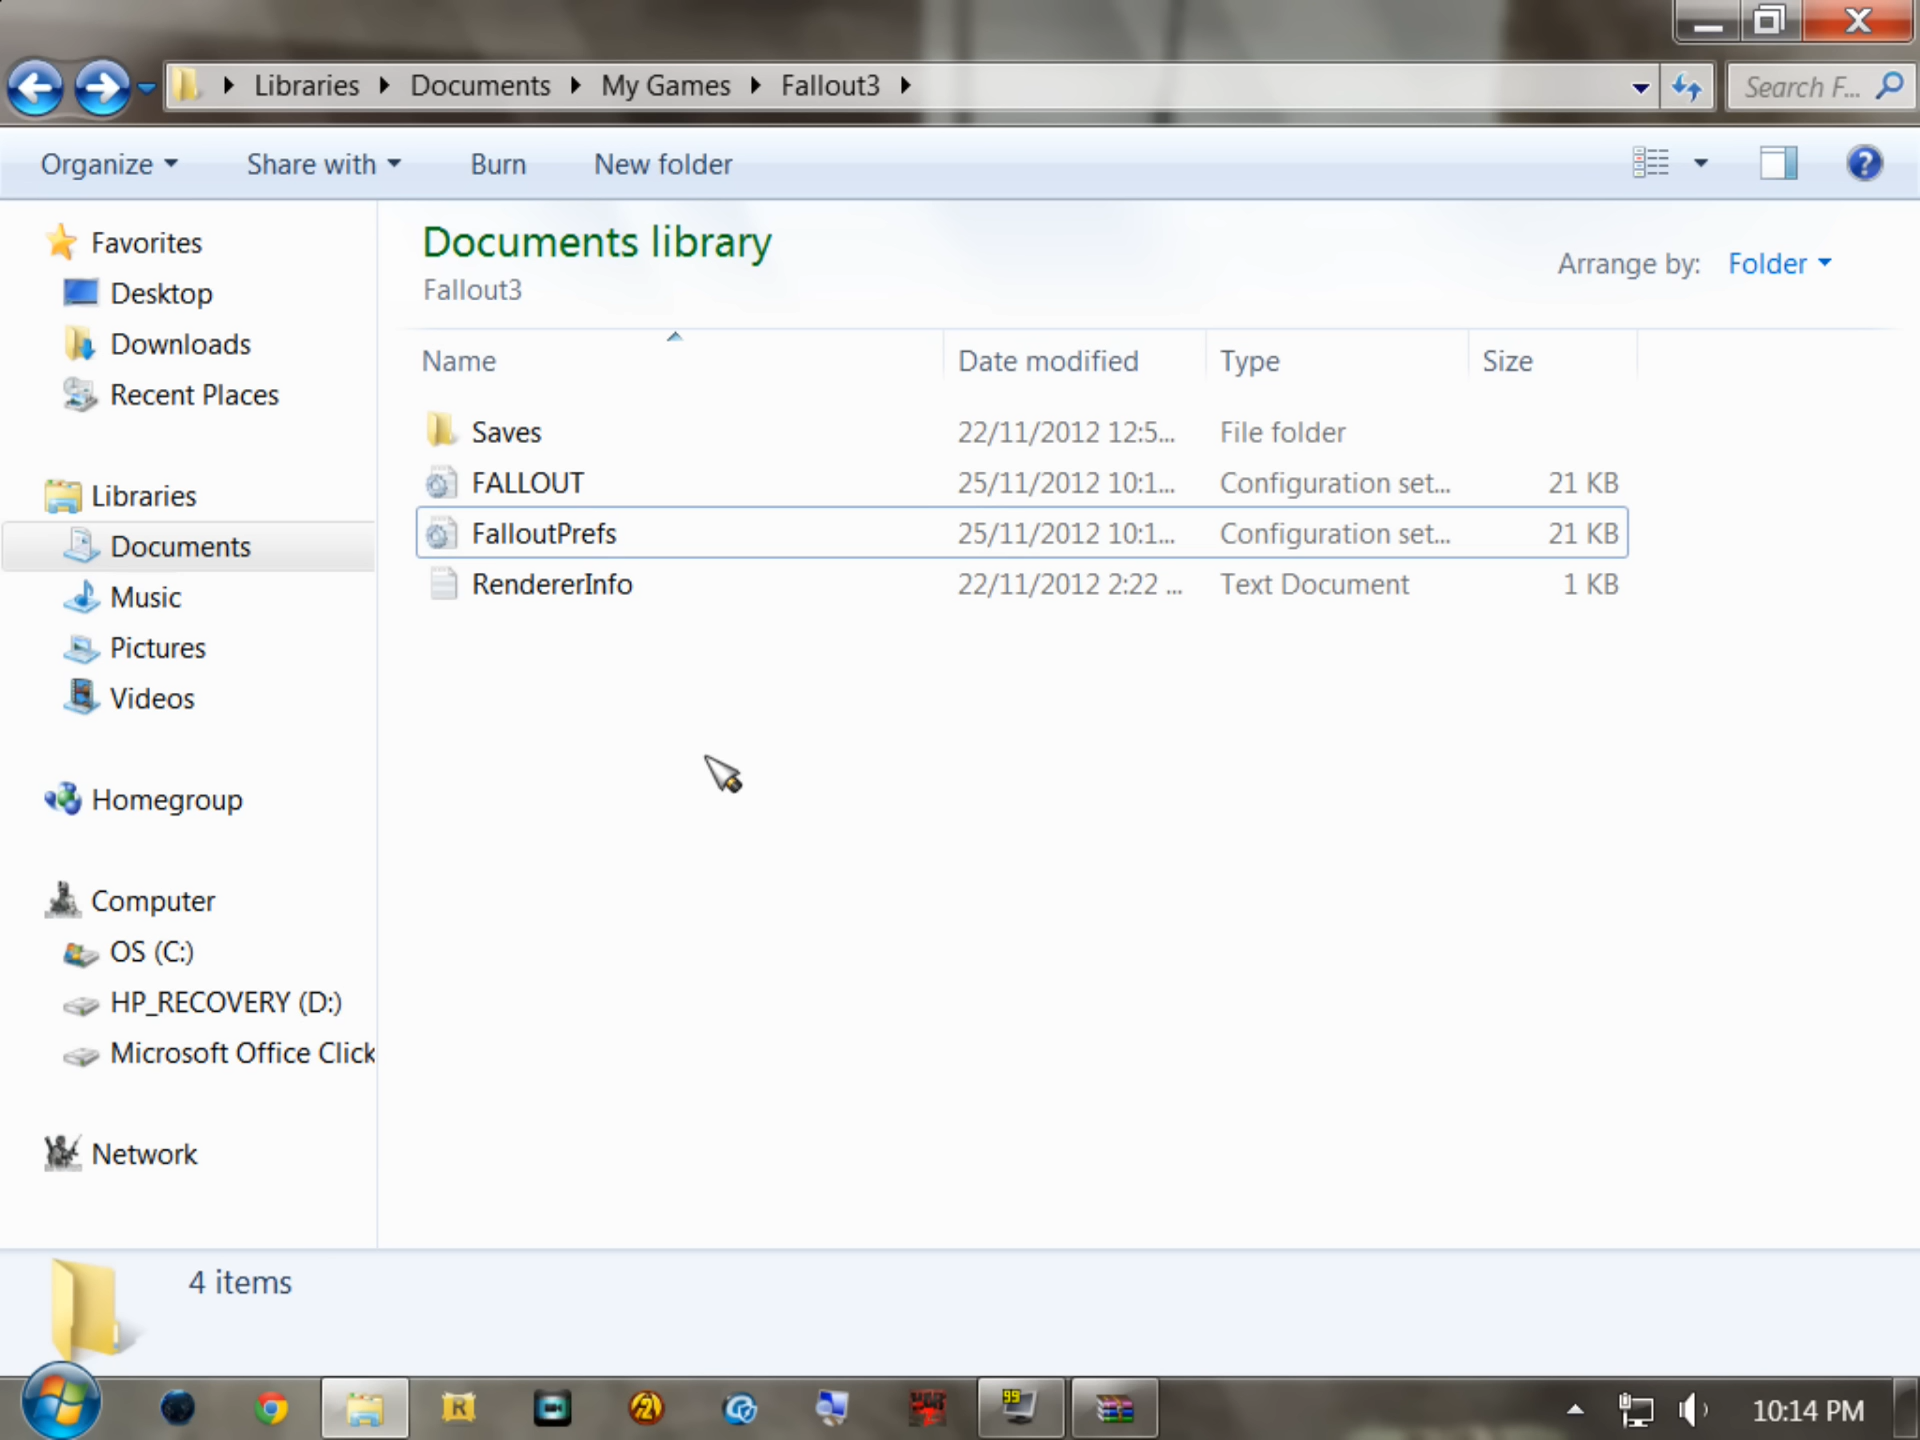 Libraries Documents My Games Fallout3
Search F...
Organize Share with Burn New folder
Favorites
Desktop
Downloads
Recent Places
Libraries
Documents
Music
Pictures
Videos
Homegroup
Computer
OS (C:)
HP_RECOVERY (D:)
Microsoft Office Click
Network
Documents library
Fallout3
Arrange by: Folder
Name Date modified Type Size
Saves 22/11/2012 12:5... File folder
FALLOUT 25/11/2012 10:1... Configuration set... 21 KB
FalloutPrefs 25/11/2012 10:1... Configuration set... 21 KB
RendererInfo 22/11/2012 2:22 ... Text Document 1 KB
4 items
R
99
10:14 PM